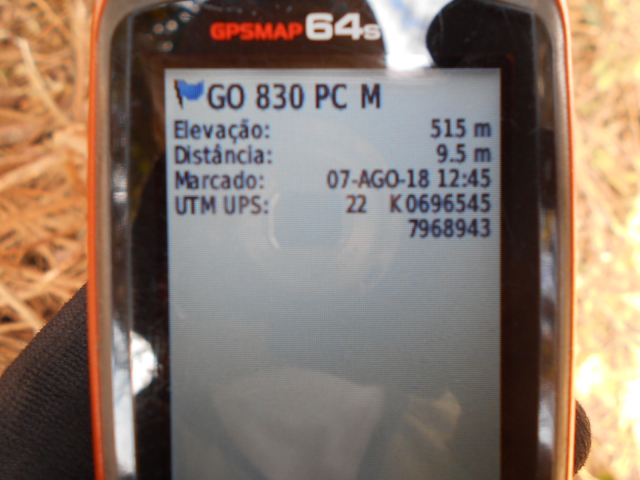 GPSMAP 64s
GO 830 PC M
Elevação: 515 m
Distância: 9.5 m
Marcado: 07-AGO-18 12:45
UTM UPS: 22 K 0696545
7968943